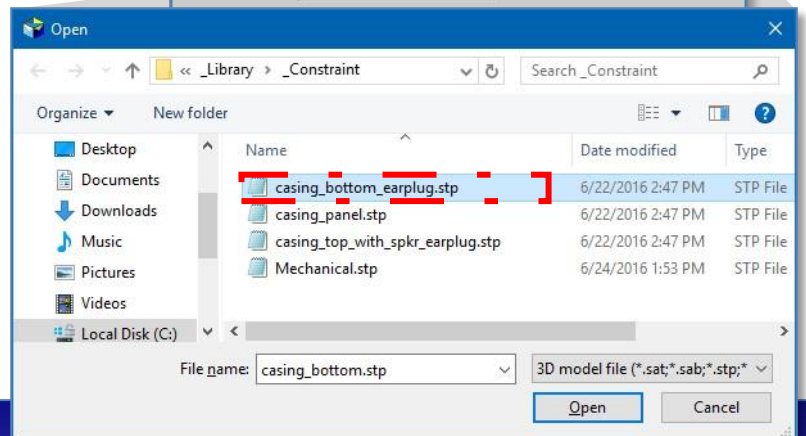 Open
« _Library › _Constraint
Search _Constraint
Organize
New folder
Desktop
Documents
Downloads
Music
Pictures
Videos
Local Disk (C:)
Name Date modified Type
casing_bottom_earplug.stp 6/22/2016 2:47 PM STP File
casing_panel.stp 6/22/2016 2:47 PM STP File
casing_top_with_spkr_earplug.stp 6/22/2016 2:47 PM STP File
Mechanical.stp 6/24/2016 1:53 PM STP File
File name: casing_bottom.stp 3D model file (*.sat;*.sab;*.stp;*
Open Cancel